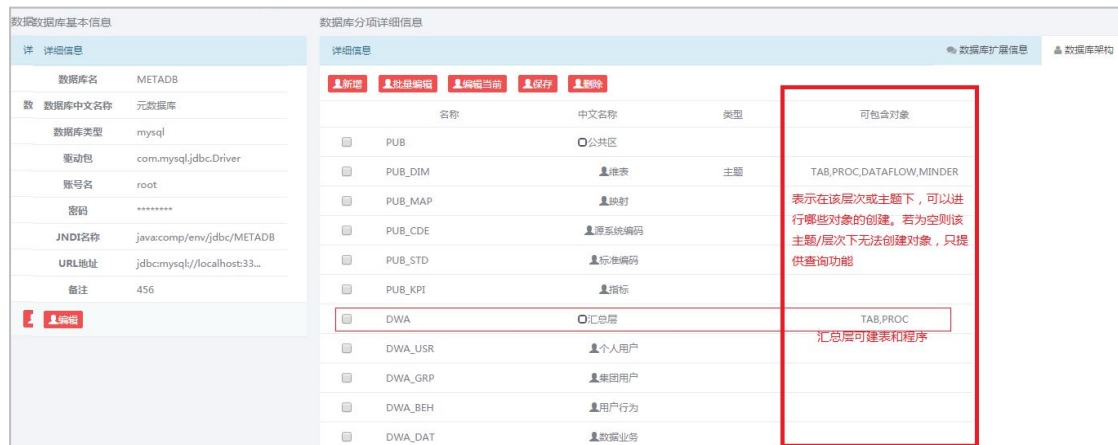 数据数据库基本信息
数据库分项详细信息
详 详细信息
详细信息
数据库扩展信息
数据库架构
数据库名 METADB
数 数据库中文名称 元数据库
数据库类型 mysql
驱动包 com.mysql.jdbc.Driver
账号名 root
密码 ********
JNDI名称 java:comp/env/jdbc/METADB
URL地址 jdbc:mysql://localhost:33...
备注 456
编辑
新增 批量编辑 编辑当前 保存 删除
名称 中文名称 类型 可包含对象
PUB 公共区
PUB_DIM 维表 主题 TAB,PROC,DATAFLOW,MINDER
PUB_MAP 映射
PUB_CDE 源系统编码
PUB_STD 标准编码
PUB_KPI 指标
表示在该层次或主题下，可以进
行哪些对象的创建。若为空则该
主题/层次下无法创建对象，只提
供查询功能
DWA 汇总层 TAB,PROC
汇总层可建表和程序
DWA_USR 个人用户
DWA_GRP 集团用户
DWA_BEH 用户行为
DWA_DAT 数据业务